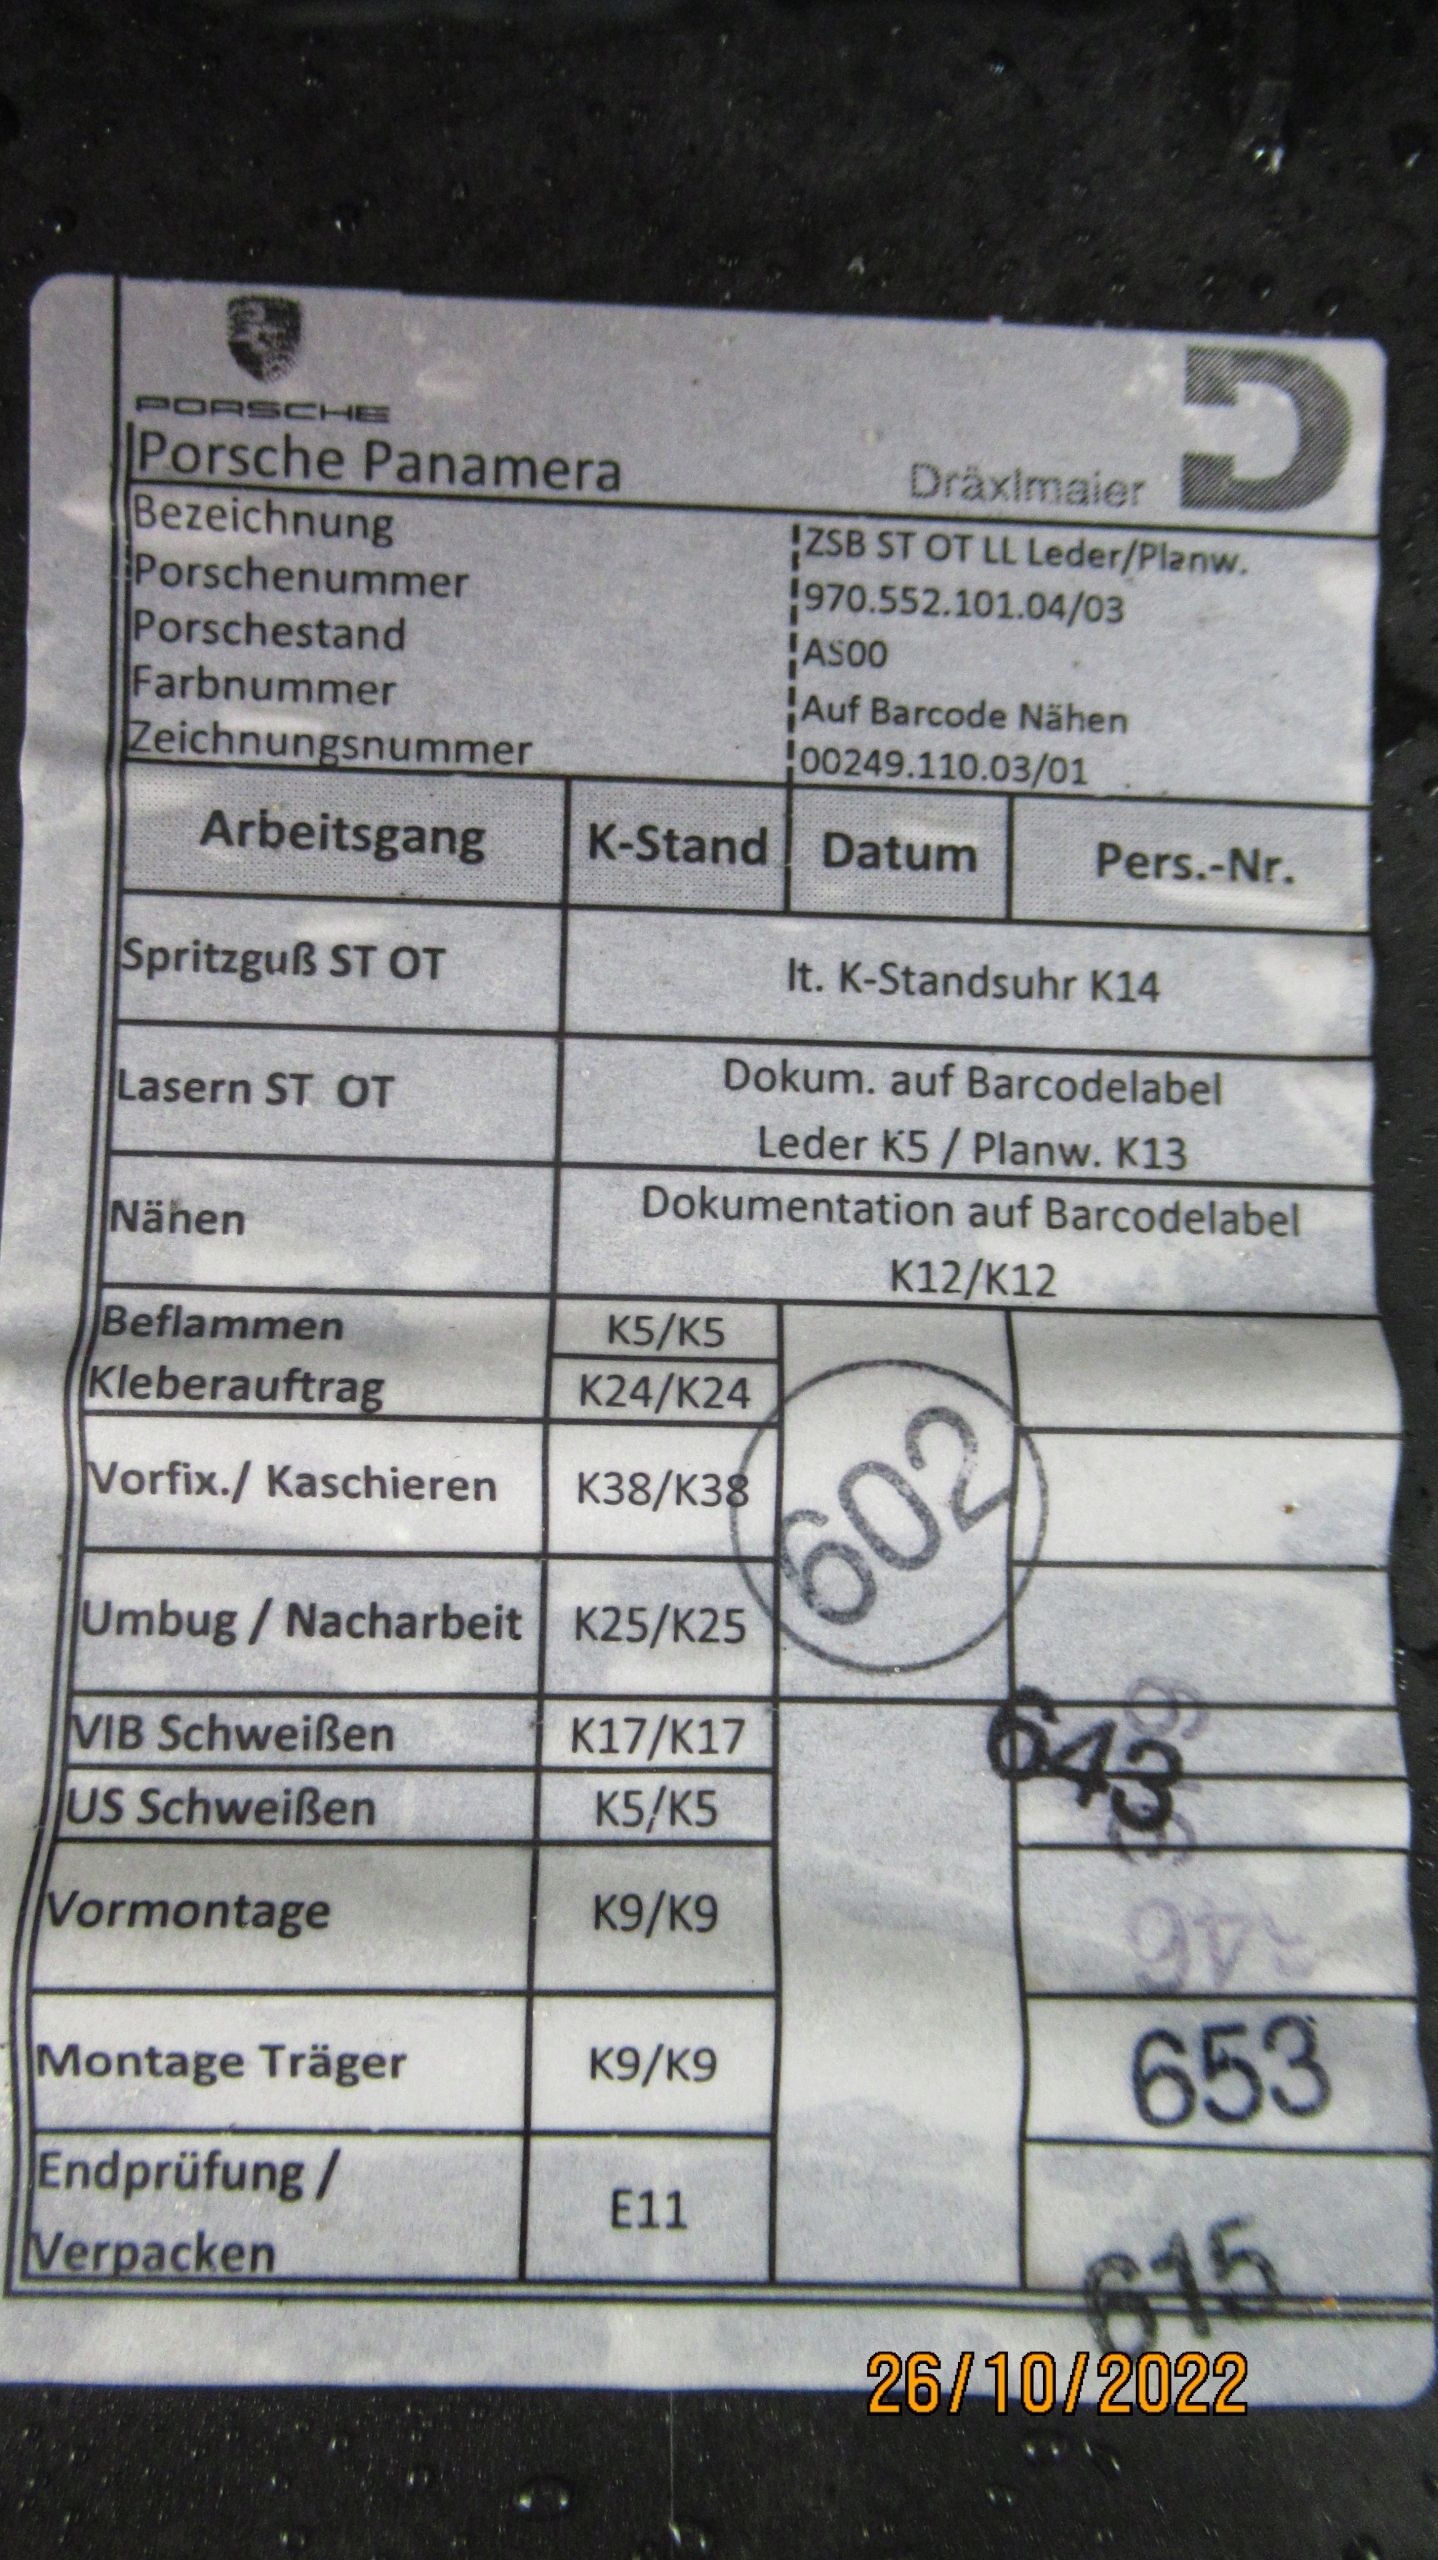 PORSCHE
Porsche Panamera
Dräxlmaier
Bezeichnung ZSB ST OT LL Leder/Planw.
Porschenummer 970.552.101.04/03
Porschestand AS00
Farbnummer Auf Barcode Nähen
Zeichnungsnummer 00249.110.03/01
Arbeitsgang K-Stand Datum Pers.-Nr.
Spritzguß ST OT lt. K-Standsuhr K14
Lasern ST OT Dokum. auf Barcodelabel
Leder K5 / Planw. K13
Nähen Dokumentation auf Barcodelabel
K12/K12
Beflammen K5/K5
Kleberauftrag K24/K24
Vorfix./ Kaschieren K38/K38
602
Umbug / Nacharbeit K25/K25
VIB Schweißen K17/K17
643
US Schweißen K5/K5
Vormontage K9/K9
Montage Träger K9/K9 653
Endprüfung /
Verpacken E11 615
26/10/2022